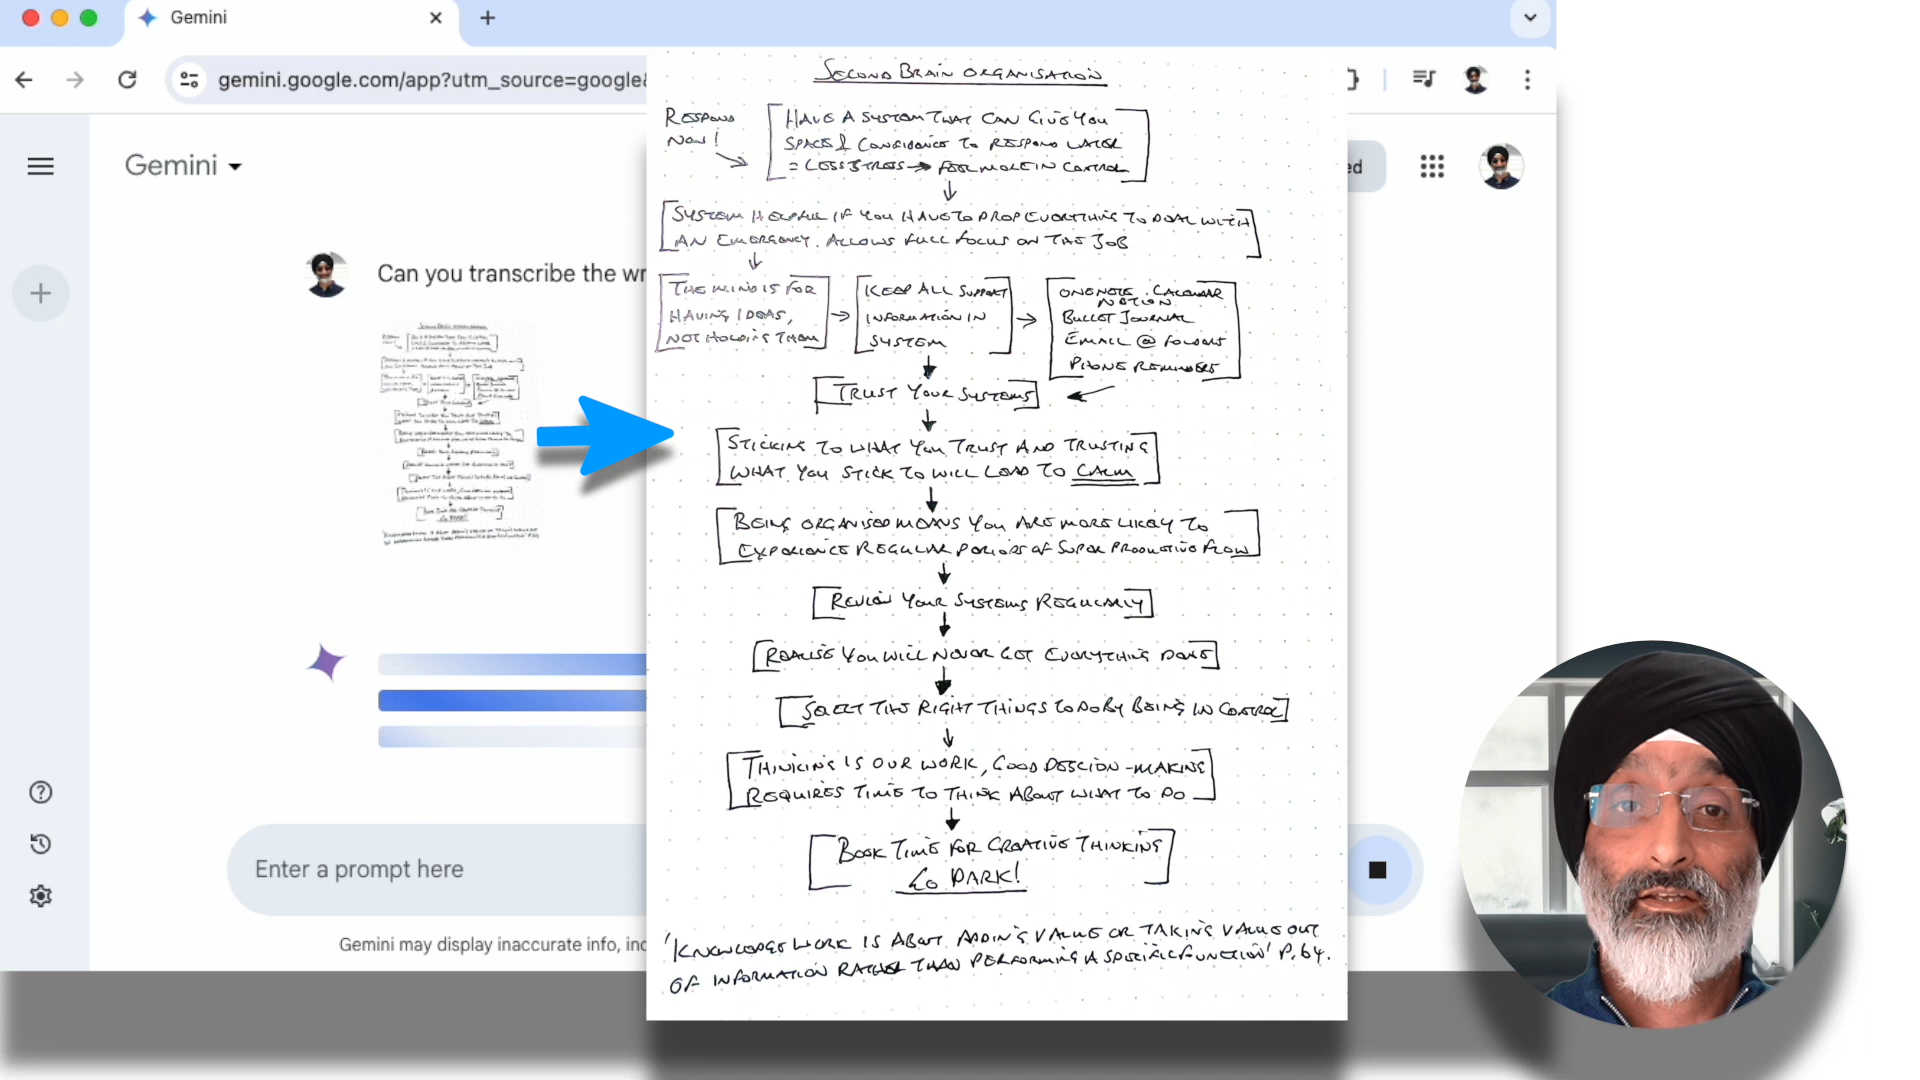 Gemini
gemini.google.com/app?utm_source=google&
Gemini
ed
Can you transcribe the wr
Enter a prompt here
Gemini may display inaccurate info, inc
SECOND BRAIN ORGANISATION
RESPOND
NOW!
HAVE A SYSTEM THAT CAN GIVE YOU
SPACE & CONFIDENCE TO RESPOND LATER
= LESS STRESS → FEEL MORE IN CONTROL
SYSTEM HELPFUL IF YOU HAVE TO DROP EVERYTHING TO DEAL WITH
AN EMERGENCY. ALLOWS FULL FOCUS ON THE JOB
THE MIND IS FOR
HAVING IDEAS,
NOT HOLDING THEM
KEEP ALL SUPPORT
INFORMATION IN
SYSTEM
ONENOTE . CALENDAR
NOTION
BULLET JOURNAL
EMAIL @ FOLDERS
PHONE REMINDERS
TRUST YOUR SYSTEMS
STICKING TO WHAT YOU TRUST AND TRUSTING
WHAT YOU STICK TO WILL LEAD TO CALM
BEING ORGANISED MEANS YOU ARE MORE LIKELY TO
EXPERIENCE REGULAR PERIODS OF SUPER PRODUCTIVE FLOW
REVIEW YOUR SYSTEMS REGULARLY
REALISE YOU WILL NEVER GET EVERYTHING DONE
SELECT THE RIGHT THINGS TO DO BY BEING IN CONTROL
THINKING IS OUR WORK, GOOD DESCION-MAKING
REQUIRES TIME TO THINK ABOUT WHAT TO DO
BOOK TIME FOR CREATIVE THINKING
GO DARK!
'KNOWLEDGE WORK IS ABOUT ADDING VALUE OR TAKING VALUE OUT
OF INFORMATION RATHER THAN PERFORMING A SPECIFIC FUNCTION' P.64.